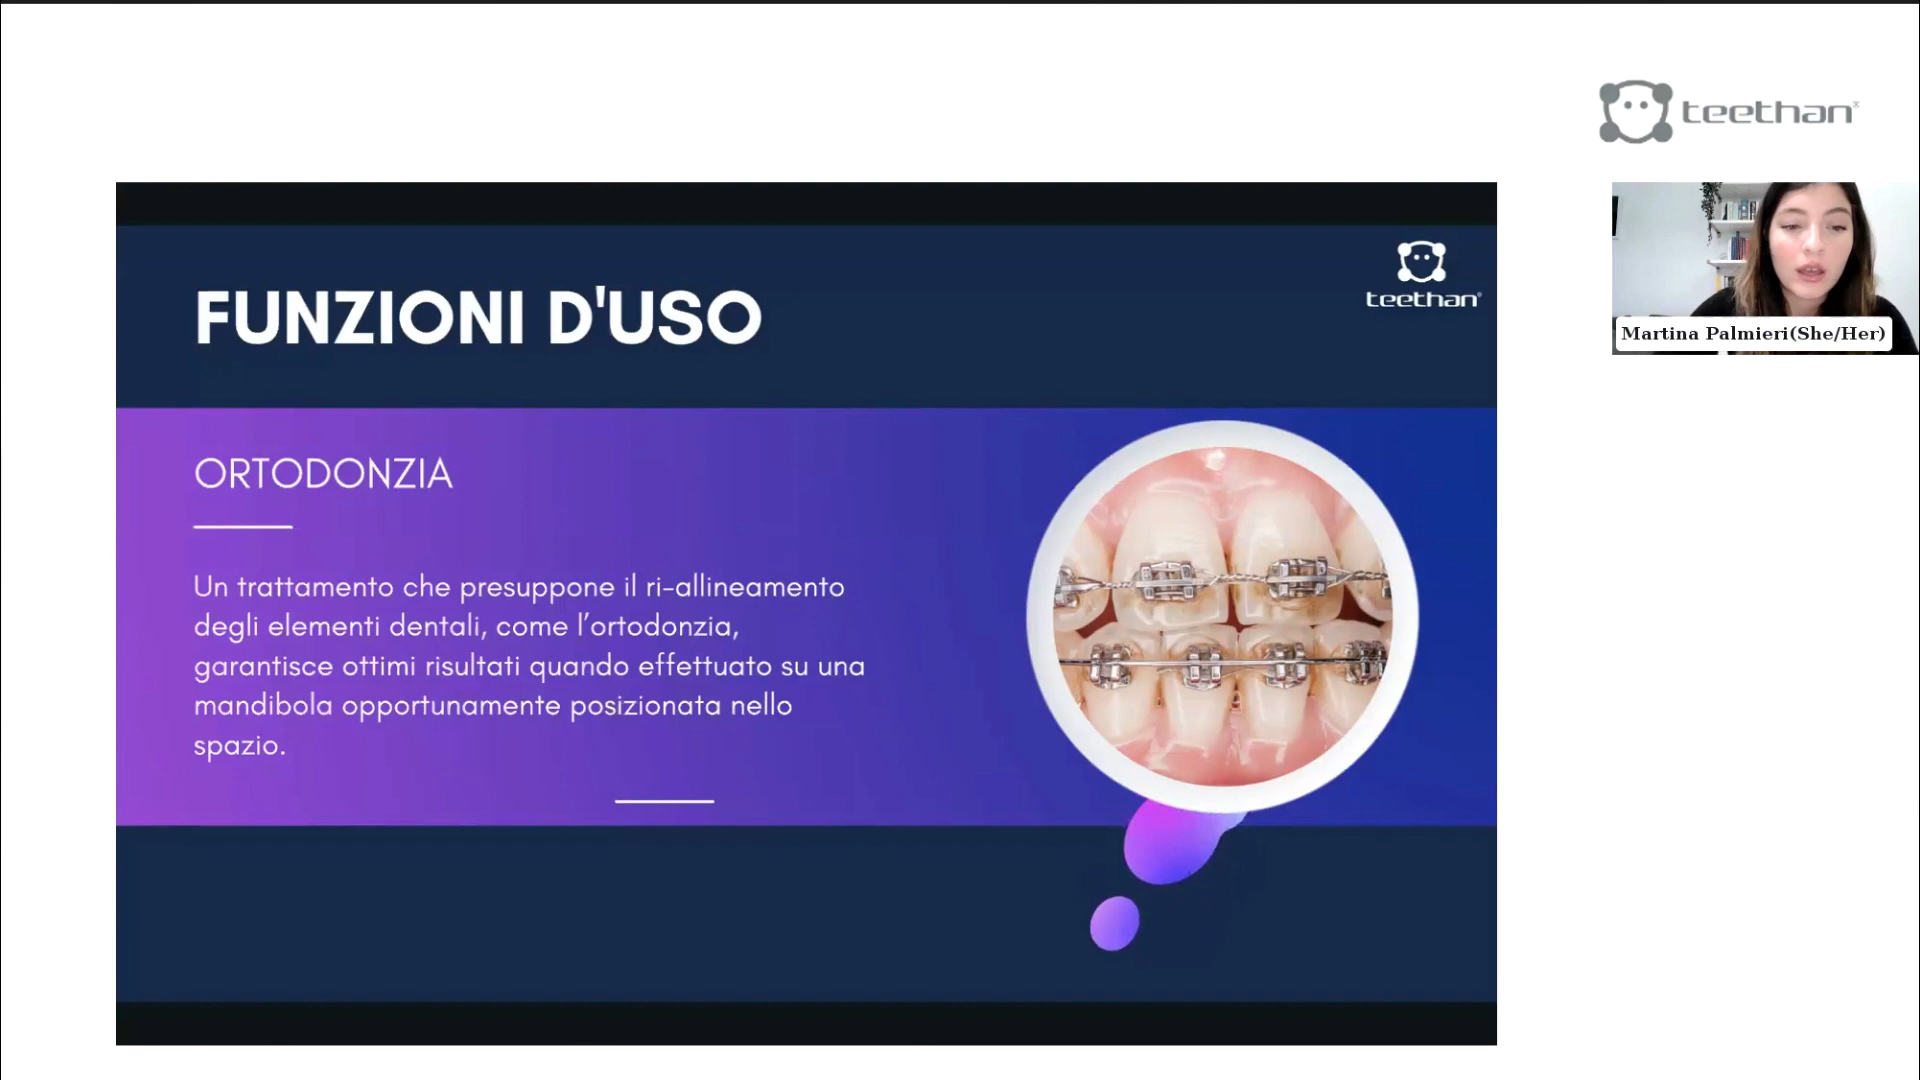 teethan®
FUNZIONI D'USO
teethan®
Martina Palmieri(She/Her)
ORTODONZIA
Un trattamento che presuppone il ri-allineamento
degli elementi dentali, come l’ortodonzia,
garantisce ottimi risultati quando effettuato su una
mandibola opportunamente posizionata nello
spazio.